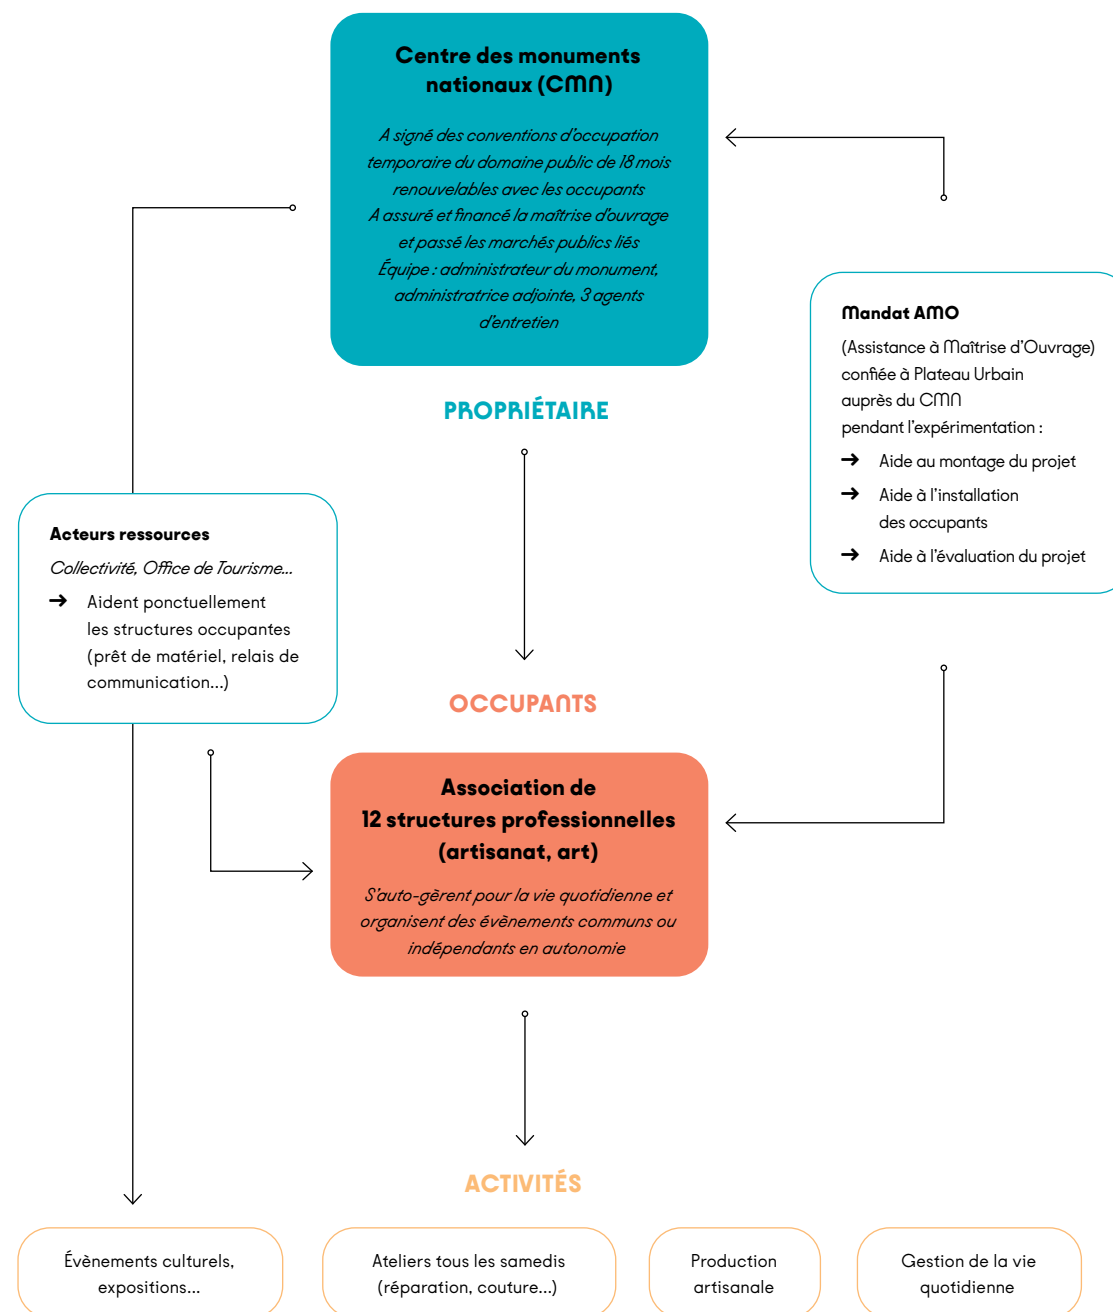 Centre des monuments
nationaux (CMN)
A signé des conventions d'occupation
temporaire du domaine public de 18 mois
renouvelables avec les occupants
A assuré et financé la maîtrise d'ouvrage
et passé les marchés publics liés
Équipe : administrateur du monument,
administratrice adjointe, 3 agents
d'entretien
PROPRIÉTAIRE
Mandat AMO
(Assistance à Maîtrise d'Ouvrage)
confiée à Plateau Urbain
auprès du CMN
pendant l'expérimentation :
→ Aide au montage du projet
→ Aide à l'installation
des occupants
→ Aide à l'évaluation du projet
Acteurs ressources
Collectivité, Office de Tourisme...
→ Aident ponctuellement
les structures occupantes
(prêt de matériel, relais de
communication...)
OCCUPANTS
Association de
12 structures professionnelles
(artisanat, art)
S'auto-gèrent pour la vie quotidienne et
organisent des évènements communs ou
indépendants en autonomie
ACTIVITÉS
Évènements culturels,
expositions...
Ateliers tous les samedis
(réparation, couture...)
Production
artisanale
Gestion de la vie
quotidienne